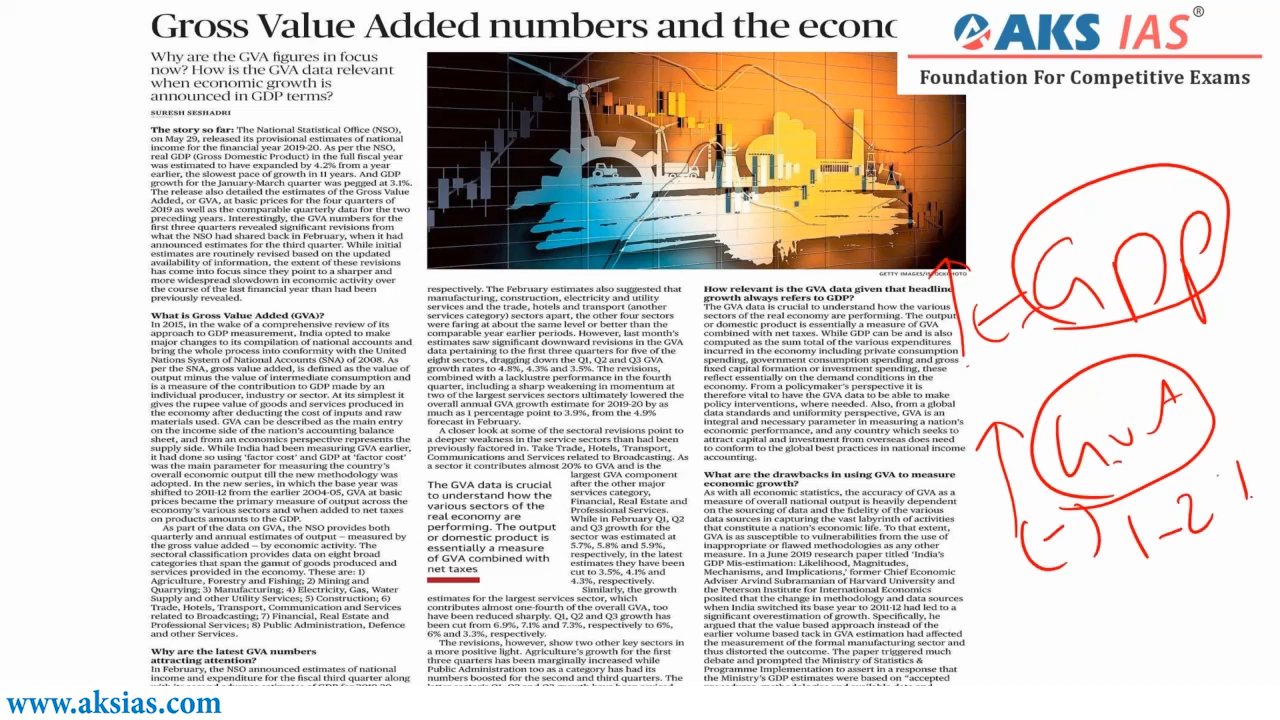 Gross Value Added numbers and the econo
AKS IAS®
Foundation For Competitive Exams
Why are the GVA figures in focus
now? How is the GVA data relevant
when economic growth is
announced in GDP terms?
SURESH SESHADRI
The story so far: The National Statistical Office (NSO),
on May 29, released its provisional estimates of national
income for the financial year 2019-20. As per the NSO,
real GDP (Gross Domestic Product) in the full fiscal year
was estimated to have expanded by 4.2% from a year
earlier, the slowest pace of growth in 11 years. And GDP
growth for the January-March quarter was pegged at 3.1%.
The release also detailed the estimates of the Gross Value
Added, or GVA, at basic prices for the four quarters of
2019 as well as the comparable quarterly data for the two
preceding years. Interestingly, the GVA numbers for the
first three quarters revealed significant revisions from
what the NSO had shared back in February, when it had
announced estimates for the third quarter. While initial
estimates are routinely revised based on the updated
availability of information, the extent of these revisions
has come into focus since they point to a sharper and
more widespread slowdown in economic activity over
the course of the last financial year than had been
previously revealed.
What is Gross Value Added (GVA)?
In 2015, in the wake of a comprehensive review of its
approach to GDP measurement, India opted to make
major changes to its compilation of national accounts and
bring the whole process into conformity with the United
Nations System of National Accounts (SNA) of 2008. As
per the SNA, gross value added, is defined as the value of
output minus the value of intermediate consumption and
is a measure of the contribution to GDP made by an
individual producer, industry or sector. At its simplest it
gives the rupee value of goods and services produced in
the economy after deducting the cost of inputs and raw
materials used. GVA can be described as the main entry
on the income side of the nation's accounting balance
sheet, and from an economics perspective represents the
supply side. While India had been measuring GVA earlier,
it had done so using 'factor cost' and GDP at 'factor cost'
was the main parameter for measuring the country's
overall economic output till the new methodology was
adopted. In the new series, in which the base year was
shifted to 2011-12 from the earlier 2004-05, GVA at basic
prices became the primary measure of output across the
economy's various sectors and when added to net taxes
on products amounts to the GDP.
As part of the data on GVA, the NSO provides both
quarterly and annual estimates of output — measured by
the gross value added — by economic activity. The
sectoral classification provides data on eight broad
categories that span the gamut of goods produced and
services provided in the economy. These are: 1)
Agriculture, Forestry and Fishing; 2) Mining and
Quarrying; 3) Manufacturing; 4) Electricity, Gas, Water
Supply and other Utility Services; 5) Construction; 6)
Trade, Hotels, Transport, Communication and Services
related to Broadcasting; 7) Financial, Real Estate and
Professional Services; 8) Public Administration, Defence
and other Services.
Why are the latest GVA numbers
attracting attention?
In February, the NSO announced estimates of national
income and expenditure for the fiscal third quarter along
GETTY IMAGES/ISTOCKPHOTO
respectively. The February estimates also suggested that
manufacturing, construction, electricity and utility
services and the trade, hotels and transport (another
services category) sectors apart, the other four sectors
were firing at about the same level or better than the
comparable year earlier periods. However, last month's
estimates saw significant downward revisions in the GVA
data pertaining to the first three quarters for five of the
eight sectors, dragging down the Q1, Q2 and Q3 GVA
growth rates to 4.8%, 4.3% and 3.5%. The revisions,
combined with a lacklustre performance in the fourth
quarter, including a sharp weakening in momentum at
two of the largest services sectors ultimately lowered the
overall annual GVA growth estimate for 2019-20 by as
much as 1 percentage point to 3.9%, from the 4.9%
forecast in February.
A closer look at some of the sectoral revisions point to
a deeper weakness in the service sectors than had been
previously factored in. Take Trade, Hotels, Transport,
Communications and Services related to Broadcasting. As
a sector it contributes almost 20% to GVA and is the
largest GVA component
after the other major
services category,
Financial, Real Estate and
Professional Services.
While in February Q1, Q2
and Q3 growth for the
sector was estimated at
5.7%, 5.8% and 5.9%,
respectively, in the latest
estimates they have been
cut to 3.5%, 4.1% and
4.3%, respectively.
Similarly, the growth
The GVA data is crucial
to understand how the
various sectors of the
real economy are
performing. The output
or domestic product is
essentially a measure
of GVA combined with
net taxes
estimates for the largest services sector, which
contributes almost one-fourth of the overall GVA, too
have been reduced sharply. Q1, Q2 and Q3 growth has
been cut from 6.9%, 7.1% and 7.3%, respectively to 6%,
6% and 3.3%, respectively.
The revisions, however, show two other key sectors in
a more positive light. Agriculture's growth for the first
three quarters has been marginally increased while
Public Administration too as a category has had its
numbers boosted for the second and third quarters. The
How relevant is the GVA data given that headline
growth always refers to GDP?
The GVA data is crucial to understand how the various
sectors of the real economy are performing. The output
or domestic product is essentially a measure of GVA
combined with net taxes. While GDP can be and is also
computed as the sum total of the various expenditures
incurred in the economy including private consumption
spending, government consumption spending and gross
fixed capital formation or investment spending, these
reflect essentially on the demand conditions in the
economy. From a policymaker's perspective it is
therefore vital to have the GVA data to be able to make
policy interventions, where needed. Also, from a global
data standards and uniformity perspective, GVA is an
integral and necessary parameter in measuring a nation's
economic performance, and any country which seeks to
attract capital and investment from overseas does need
to conform to the global best practices in national income
accounting.
What are the drawbacks in using GVA to measure
economic growth?
As with all economic statistics, the accuracy of GVA as a
measure of overall national output is heavily dependent
on the sourcing of data and the fidelity of the various
data sources in capturing the vast labyrinth of activities
that constitute a nation's economic life. To that extent,
GVA is as susceptible to vulnerabilities from the use of
inappropriate or flawed methodologies as any other
measure. In a June 2019 research paper titled 'India's
GDP Mis-estimation: Likelihood, Magnitudes,
Mechanisms, and Implications,' former Chief Economic
Adviser Arvind Subramanian of Harvard University and
the Peterson Institute for International Economics
posited that the change in methodology and data sources
when India switched its base year to 2011-12 had led to a
significant overestimation of growth. Specifically, he
argued that the value based approach instead of the
earlier volume based tack in GVA estimation had affected
the measurement of the formal manufacturing sector and
thus distorted the outcome. The paper triggered much
debate and prompted the Ministry of Statistics &
Programme Implementation to assert in a response that
the Ministry's GDP estimates were based on "accepted
GDP
GVA
(-) 1-2 1.
www.aksias.com